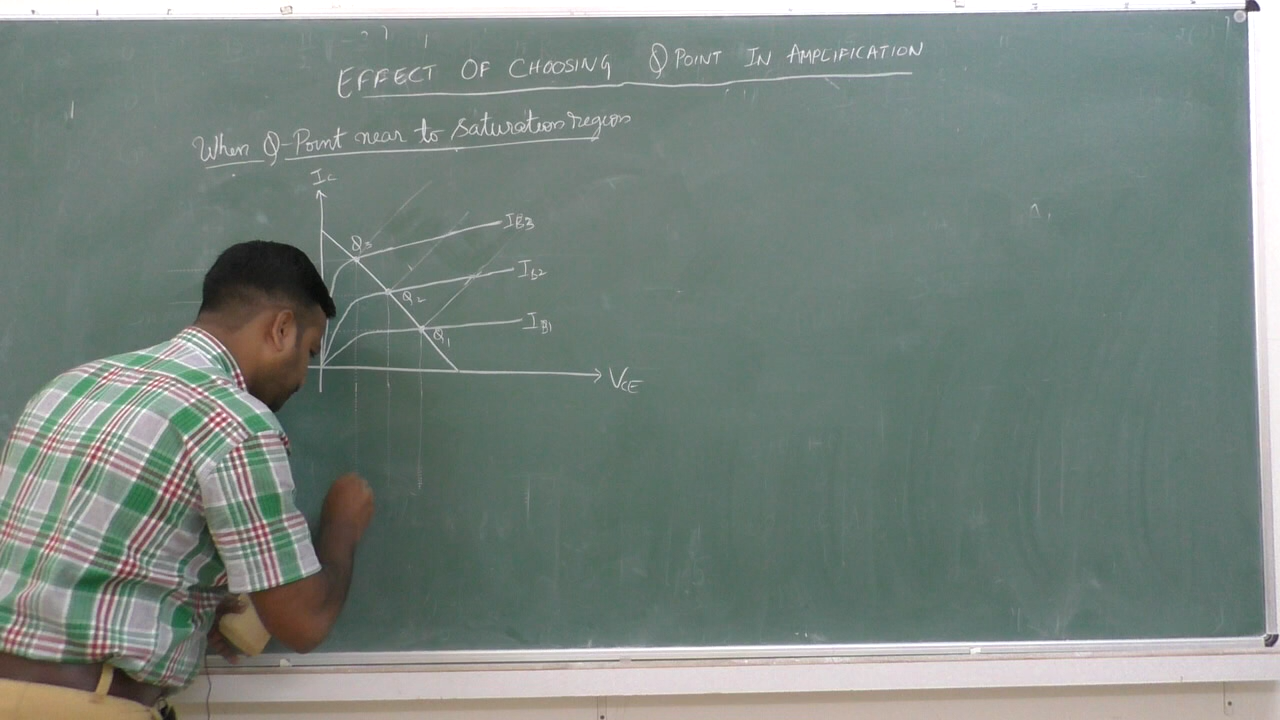 EFFECT OF CHOOSING Q POINT IN AMPLIFICATION
When Q-Point near to saturation region
IC
Q3
IB3
Q2
IB2
Q1
IB1
VCE